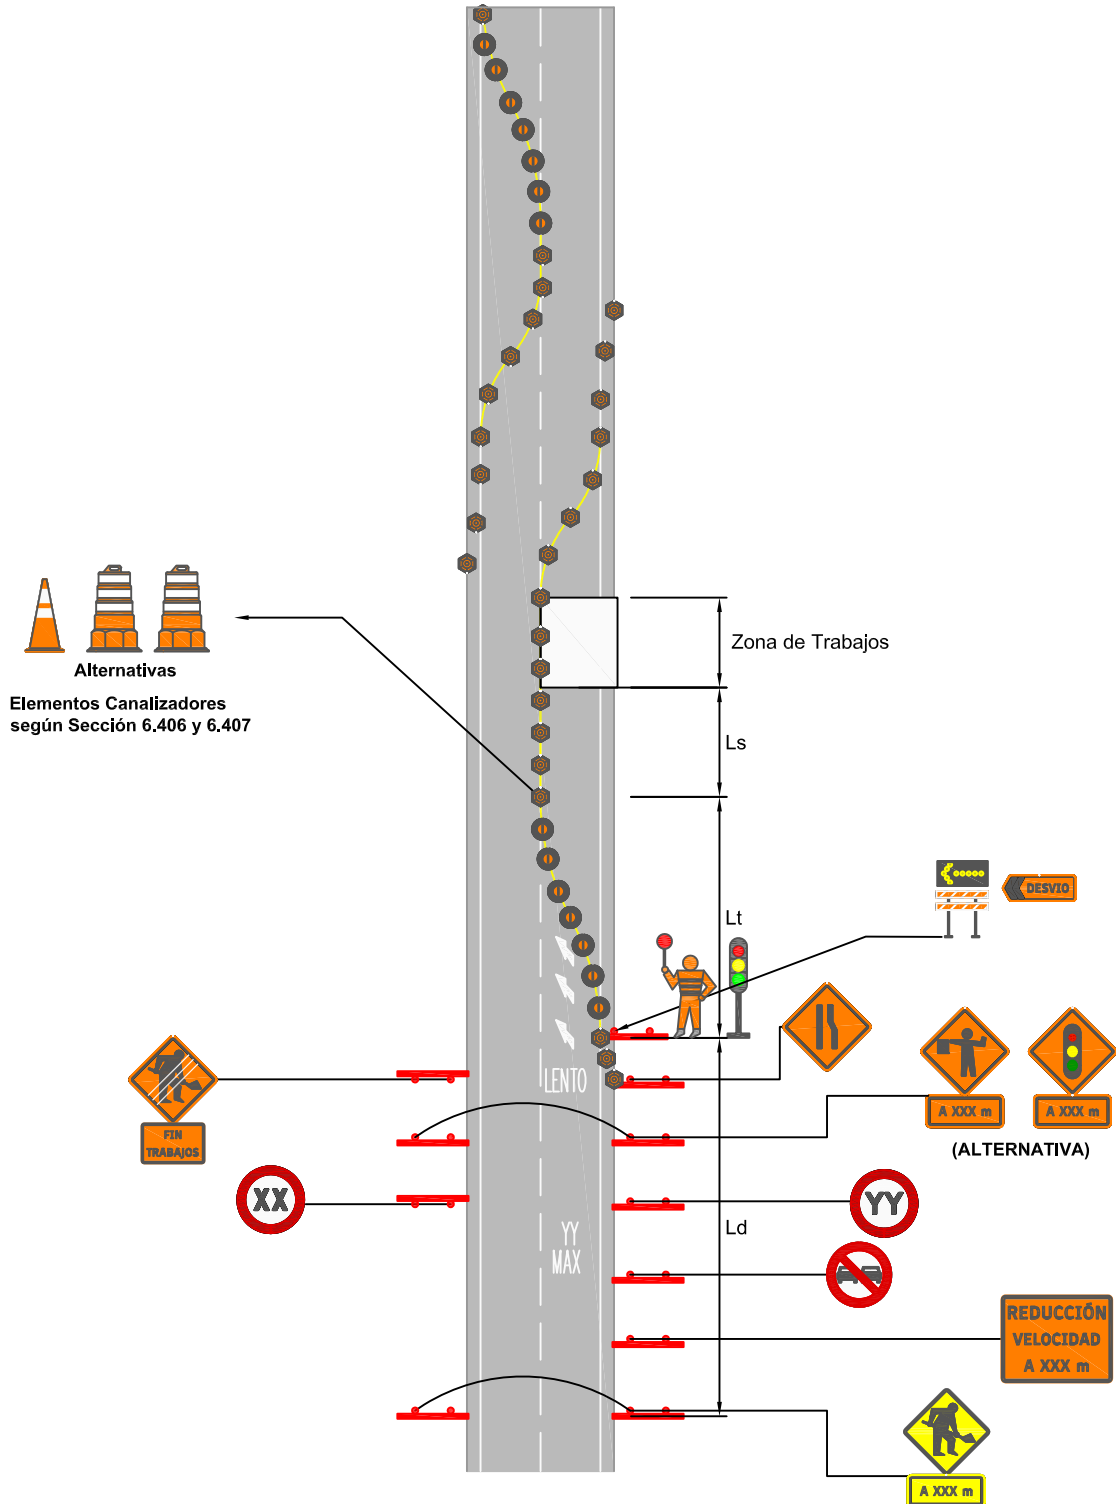 Alternativas
Elementos Canalizadores
según Sección 6.406 y 6.407
Zona de Trabajos
Ls
Lt
DESVIO
LENTO
FIN
TRABAJOS
A XXX m
A XXX m
(ALTERNATIVA)
XX
YY
YY
MAX
Ld
REDUCCIÓN
VELOCIDAD
A XXX m
A XXX m